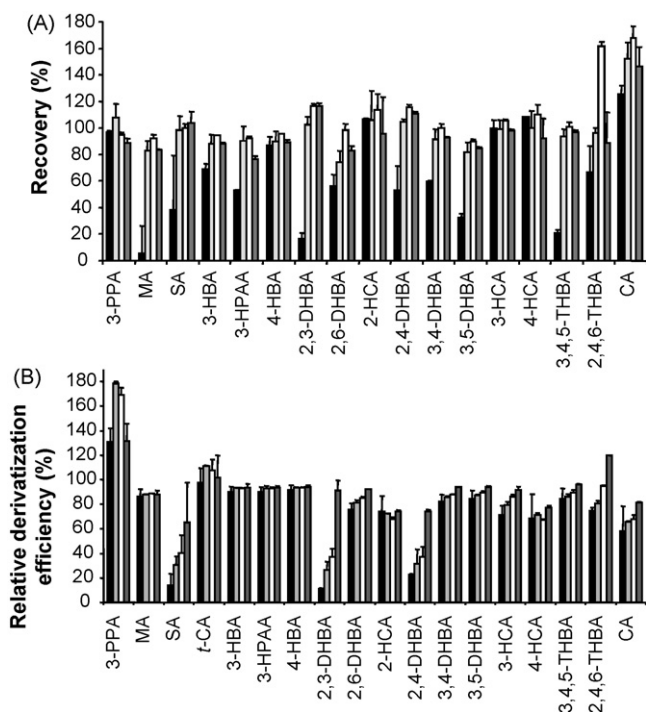 (A)
Recovery (%)
180
160
140
120
100
80
60
40
20
0
3-PPA
MA
SA
3-HBA
3-HPAA
4-HBA
2,3-DHBA
2,6-DHBA
2-HCA
2,4-DHBA
3,4-DHBA
3,5-DHBA
3-HCA
4-HCA
3,4,5-THBA
2,4,6-THBA
CA
(B)
Relative derivatization
efficiency (%)
180
160
140
120
100
80
60
40
20
0
3-PPA
MA
SA
t-CA
3-HBA
3-HPAA
4-HBA
2,3-DHBA
2,6-DHBA
2-HCA
2,4-DHBA
3,4-DHBA
3,5-DHBA
3-HCA
4-HCA
3,4,5-THBA
2,4,6-THBA
CA